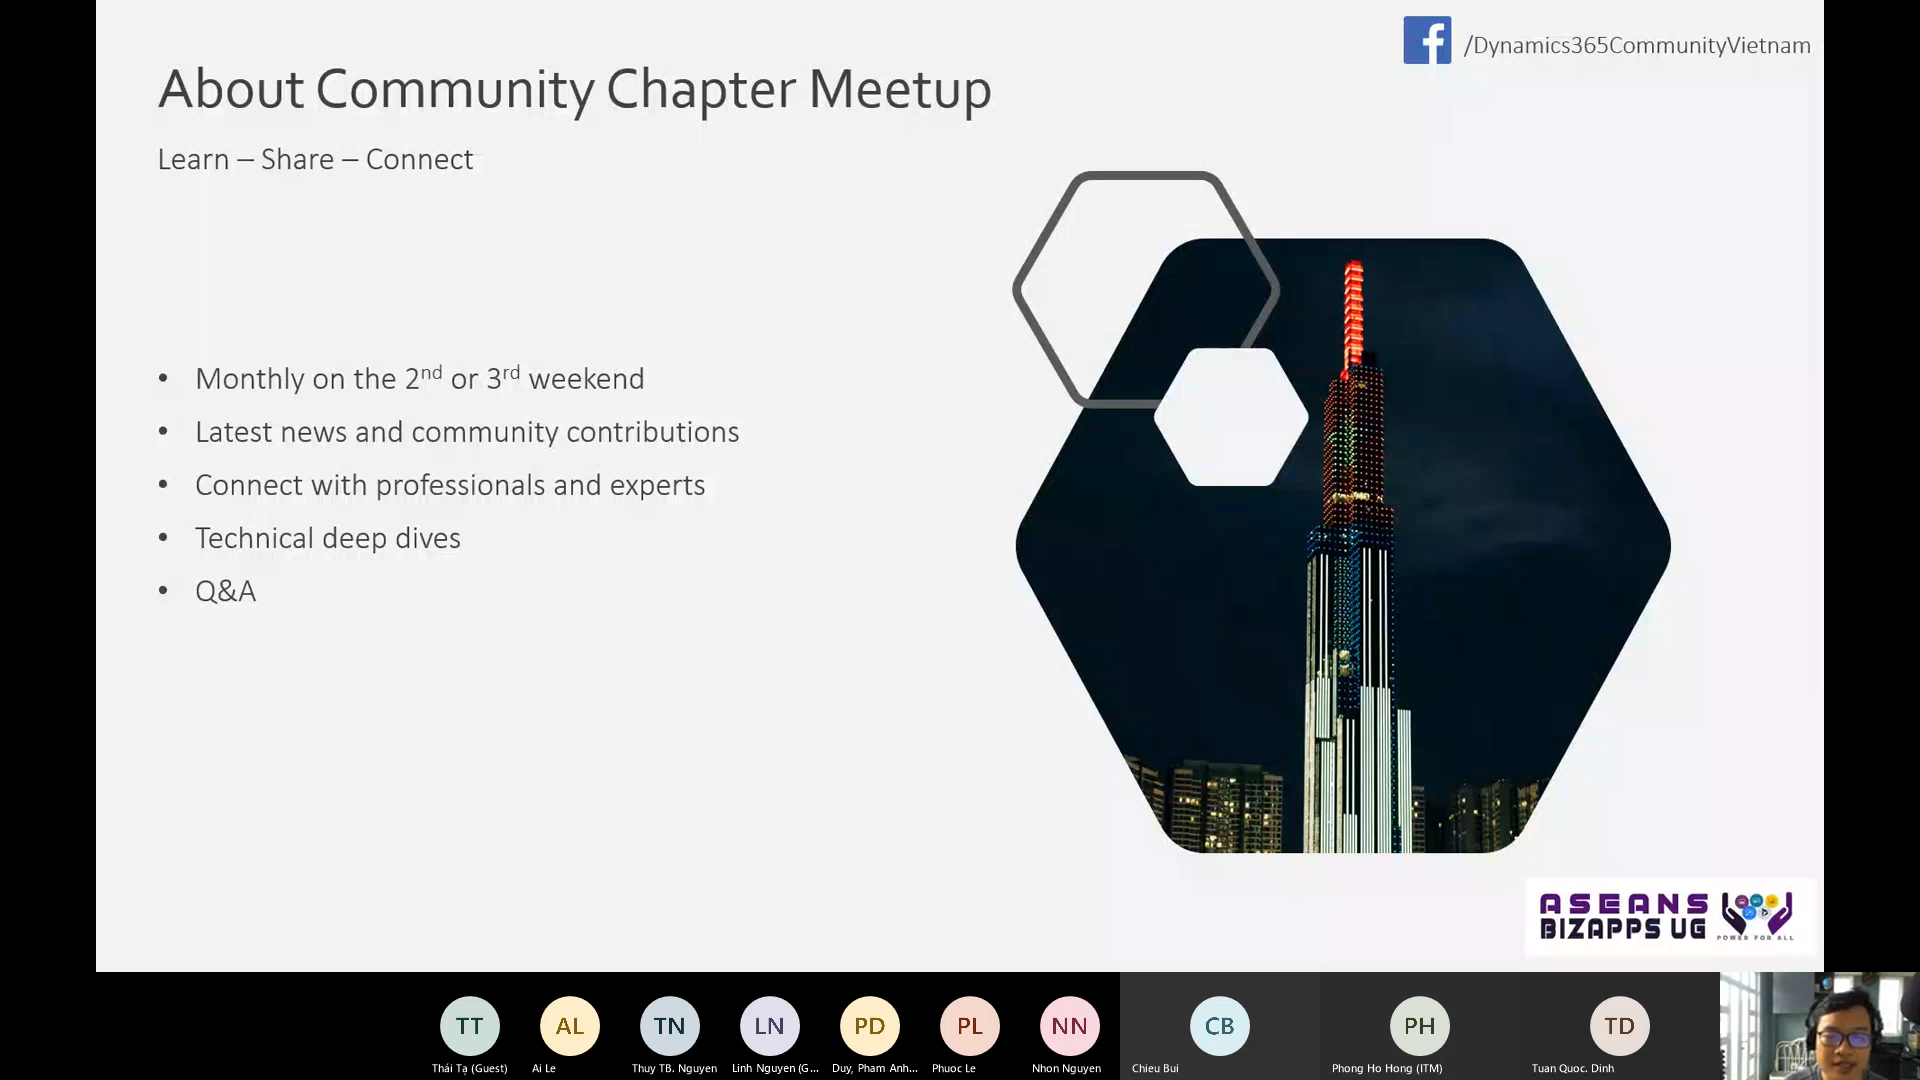 /Dynamics365CommunityVietnam
About Community Chapter Meetup
Learn – Share – Connect
• Monthly on the 2nd or 3rd weekend
• Latest news and community contributions
• Connect with professionals and experts
• Technical deep dives
• Q&A
ASEANS
BIZAPPS UG
POWER FOR ALL
TT AL TN LN PD PL NN CB PH TD
Thái Tạ (Guest) Ai Le Thuy TB. Nguyen Linh Nguyen (G... Duy, Pham Anh... Phuoc Le Nhon Nguyen Chieu Bui Phong Ho Hong (ITM) Tuan Quoc. Dinh